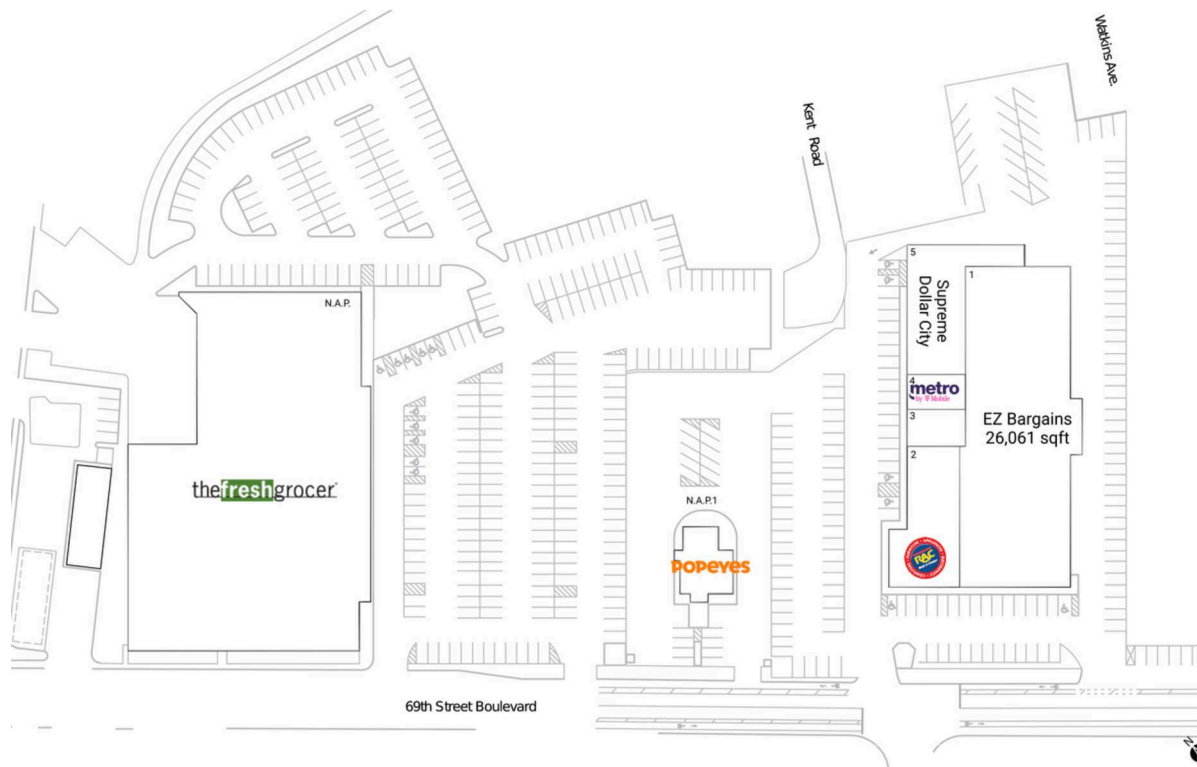 Watkins Ave.
Kent Road
5
Supreme
Dollar City
1
N.A.P.
4
metro
by T Mobile
3
EZ Bargains
26,061 sqft
2
thefreshgrocer
N.A.P.1
POPEYES
RAC
69th Street Boulevard
N